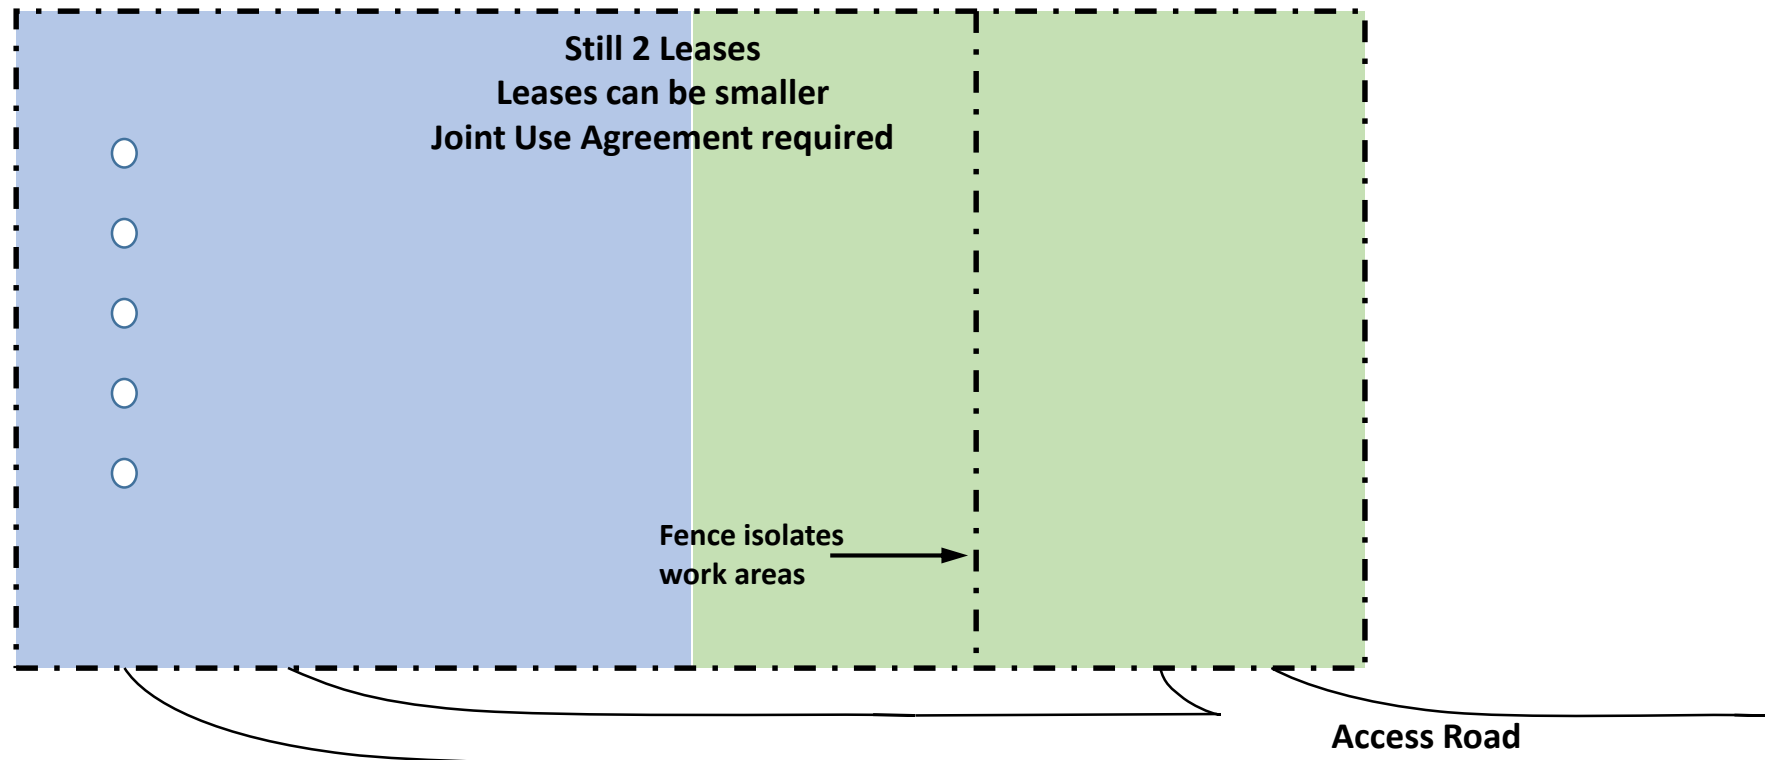 Still 2 Leases
Leases can be smaller
Joint Use Agreement required
Fence isolates
work areas
Access Road